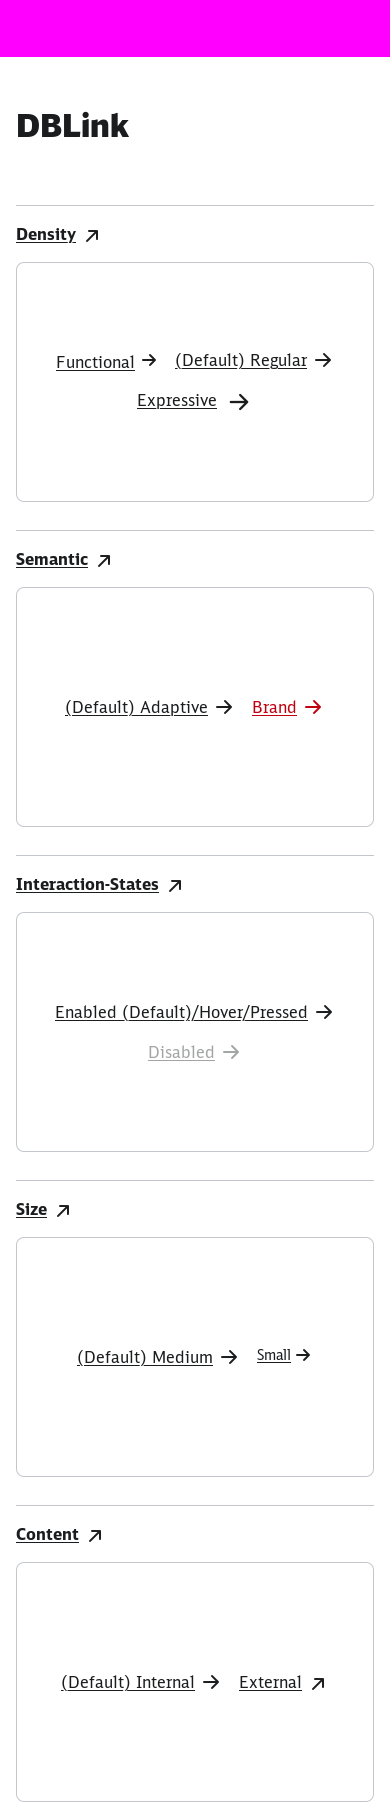 DBLink
Density
Functional (Default) Regular
Expressive
Semantic
(Default) Adaptive Brand
Interaction-States
Enabled (Default)/Hover/Pressed
Disabled
Size
(Default) Medium Small
Content
(Default) Internal External